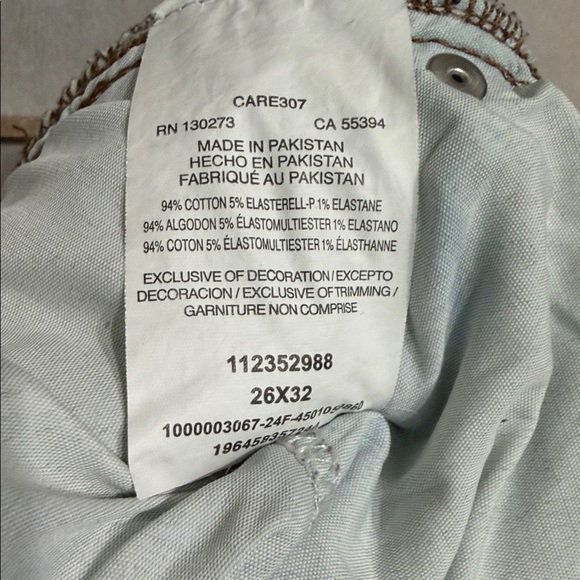 CARE307
RN 130273 CA 55394
MADE IN PAKISTAN
HECHO EN PAKISTAN
FABRIQUÉ AU PAKISTAN
94% COTTON 5% ELASTERELL-P 1% ELASTANE
94% ALGODON 5% ELASTOMULTIESTER 1% ELASTANO
94% COTON 5% ÉLASTOMULTIESTER 1% ÉLASTHANNE
EXCLUSIVE OF DECORATION/EXCEPTO
DECORACION / EXCLUSIVE OF TRIMMING /
GARNITURE NON COMPRISE
112352988
26X32